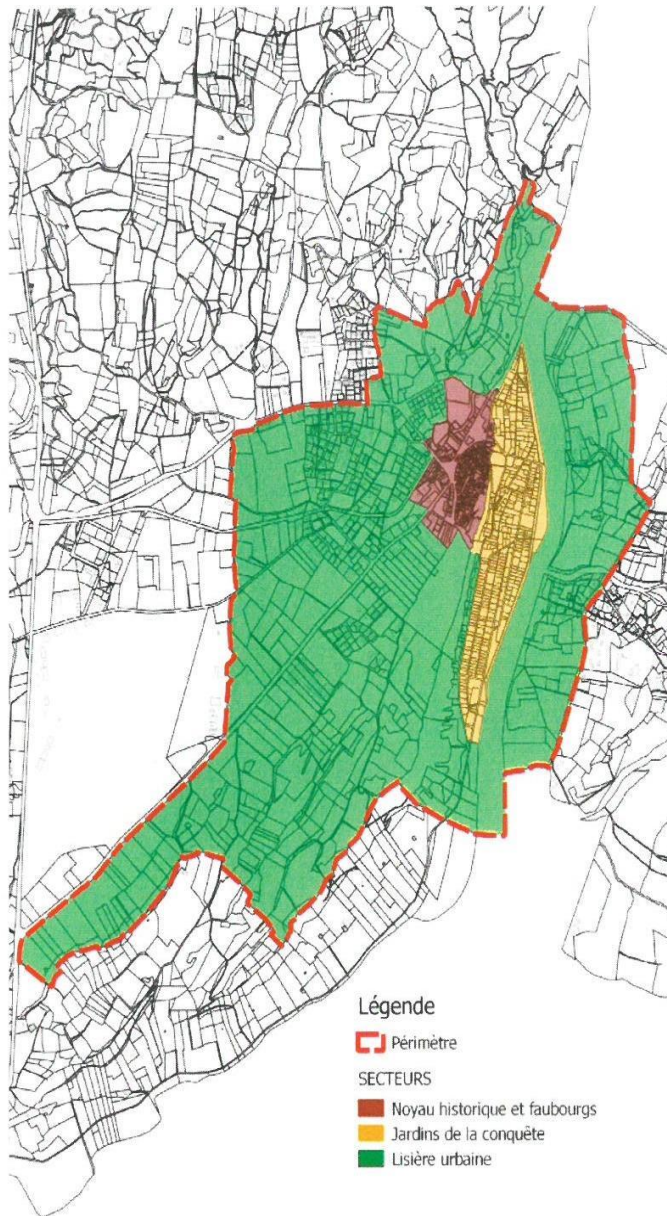 Légende
Périmètre
SECTEURS
Noyau historique et faubourgs
Jardins de la conquête
Lisière urbaine